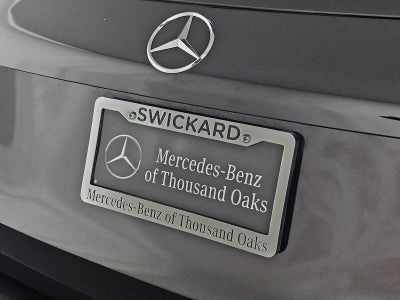 SWICKARD
Mercedes-Benz
of Thousand Oaks
Mercedes-Benz of Thousand Oaks